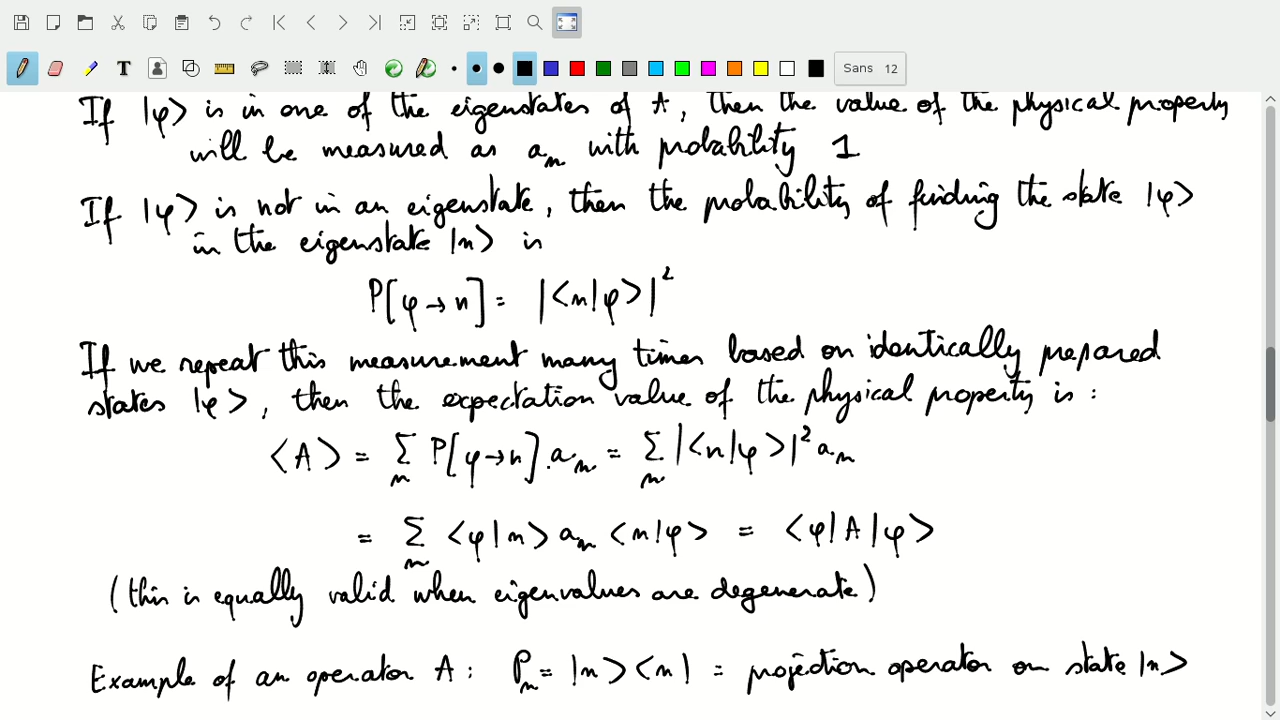 T
Sans 12
If |φ> is in one of the eigenstates of A, then the value of the physical property
will be measured as aₙ with probability 1
If |φ> is not in an eigenstate, then the probability of finding the state |φ>
in the eigenstate |n> is
P[φ→n] = |<n|φ>|²
If we repeat this measurement many times based on identically prepared
states |φ>, then the expectation value of the physical property is :
<A> = Σₙ P[φ→n].aₙ = Σₙ |<n|φ>|² aₙ
= Σₙ <φ|n> aₙ <n|φ> = <φ|A|φ>
(this is equally valid when eigenvalues are degenerate)
Example of an operator A : Pₙ = |n><n| = projection operator on state |n>